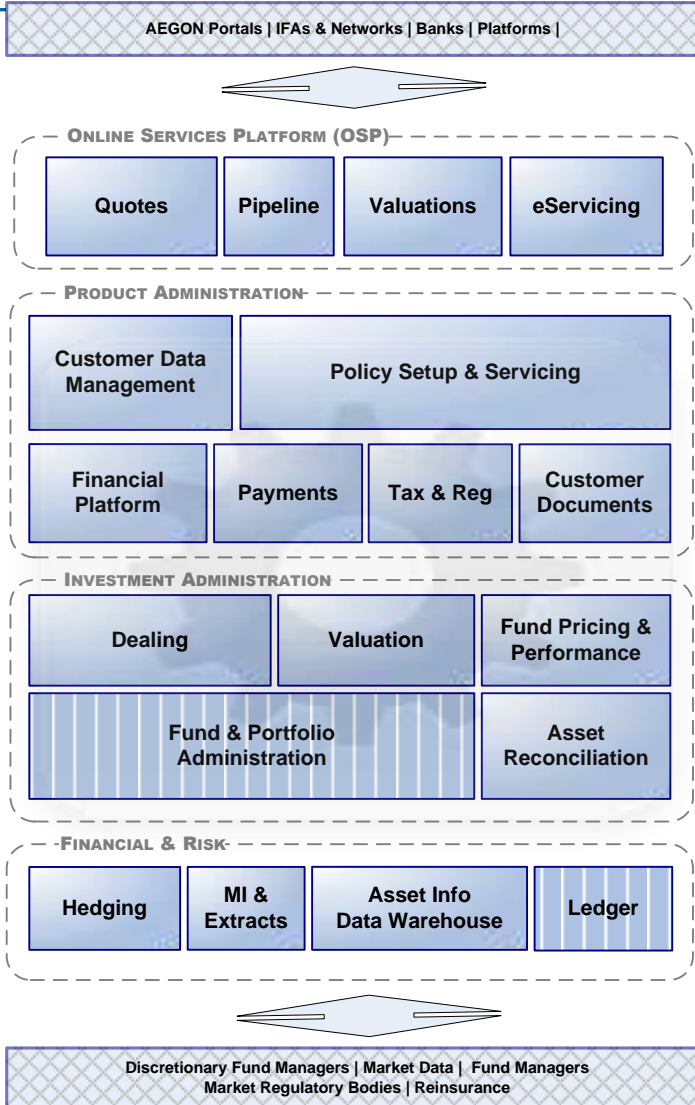 AEGON Portals | IFAs & Networks | Banks | Platforms |
ONLINE SERVICES PLATFORM (OSP)
Quotes
Pipeline
Valuations
eServicing
PRODUCT ADMINISTRATION
Customer Data
Management
Policy Setup & Servicing
Financial
Platform
Payments
Tax & Reg
Customer
Documents
INVESTMENT ADMINISTRATION
Dealing
Valuation
Fund Pricing &
Performance
Fund & Portfolio
Administration
Asset
Reconciliation
FINANCIAL & RISK
Hedging
MI &
Extracts
Asset Info
Data Warehouse
Ledger
Discretionary Fund Managers | Market Data | Fund Managers
Market Regulatory Bodies | Reinsurance